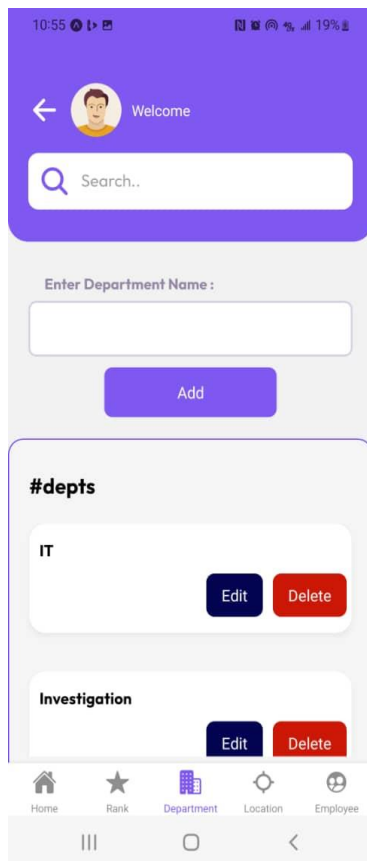 10:55 19%
Welcome
Search..
Enter Department Name :
Add
#depts
IT
Edit Delete
Investigation
Edit Delete
Home Rank Department Location Employee